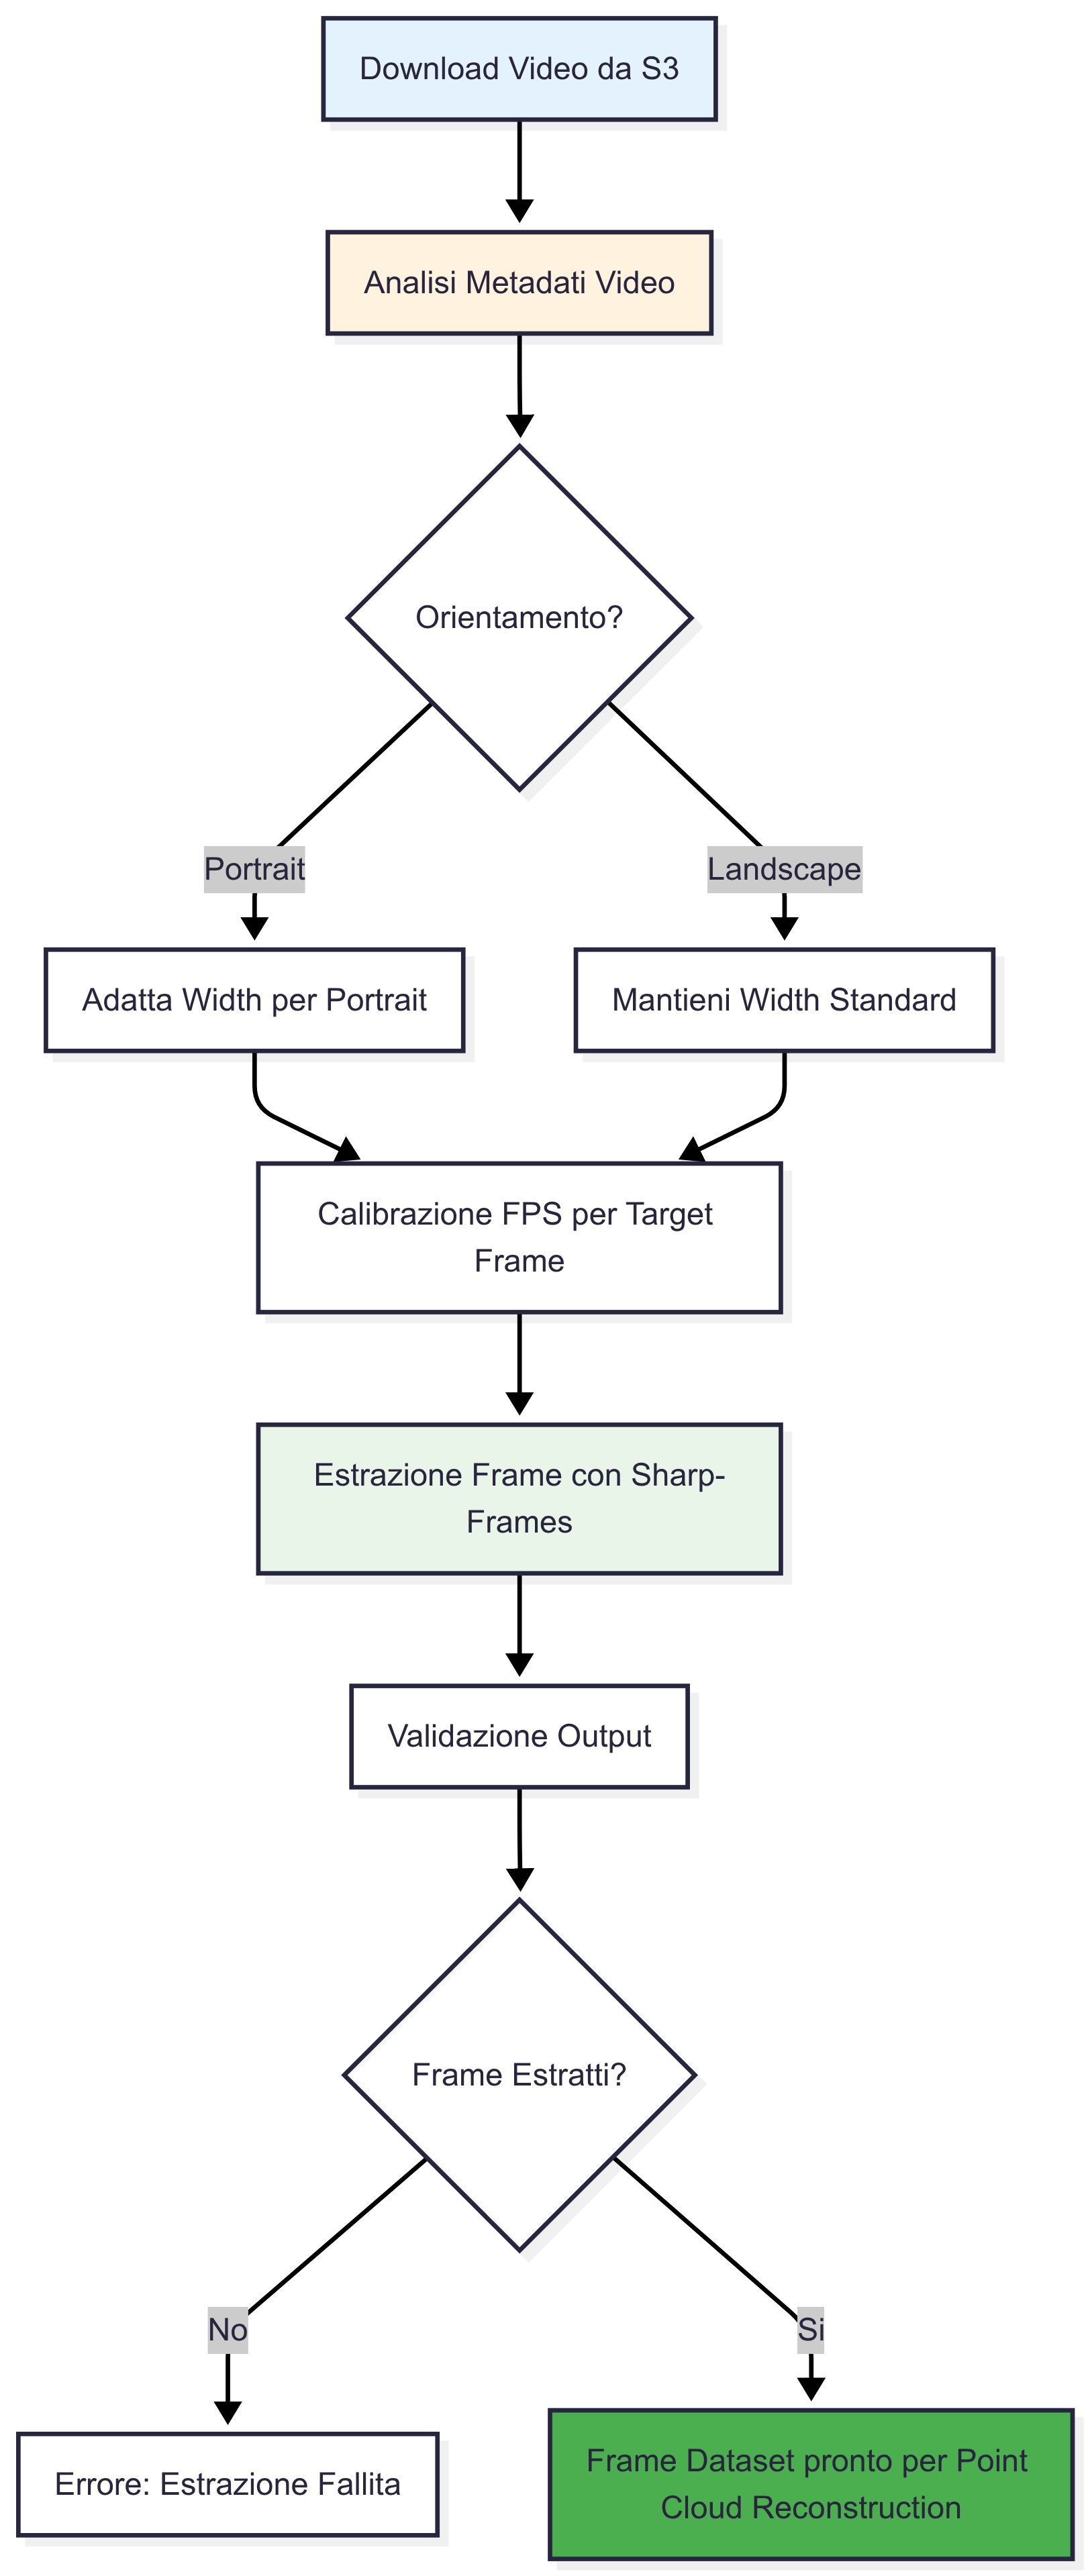 Download Video da S3
Analisi Metadati Video
Orientamento?
Portrait
Landscape
Adatta Width per Portrait
Mantieni Width Standard
Calibrazione FPS per Target
Frame
Estrazione Frame con Sharp-
Frames
Validazione Output
Frame Estratti?
No
Si
Errore: Estrazione Fallita
Frame Dataset pronto per Point
Cloud Reconstruction